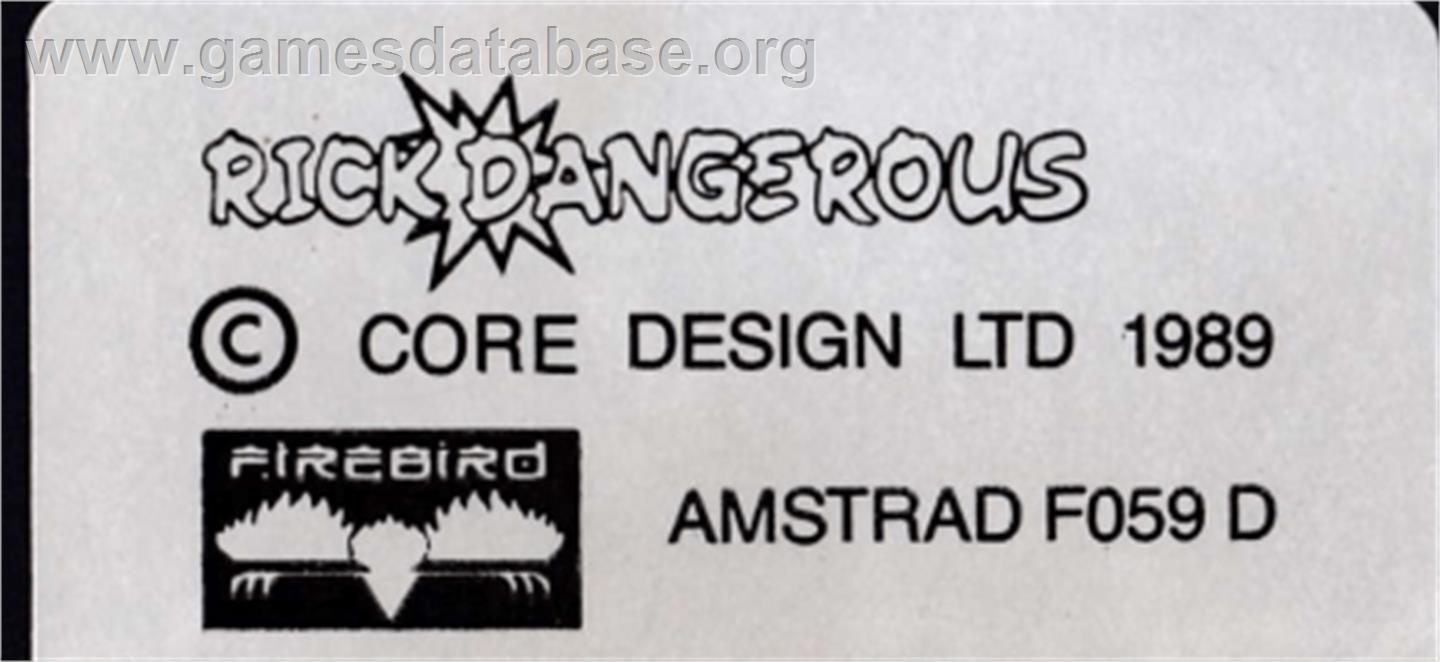 www.gamesdatabase.org
RICK DANGEROUS
© CORE DESIGN LTD 1989
FIREBIRD
AMSTRAD F059 D